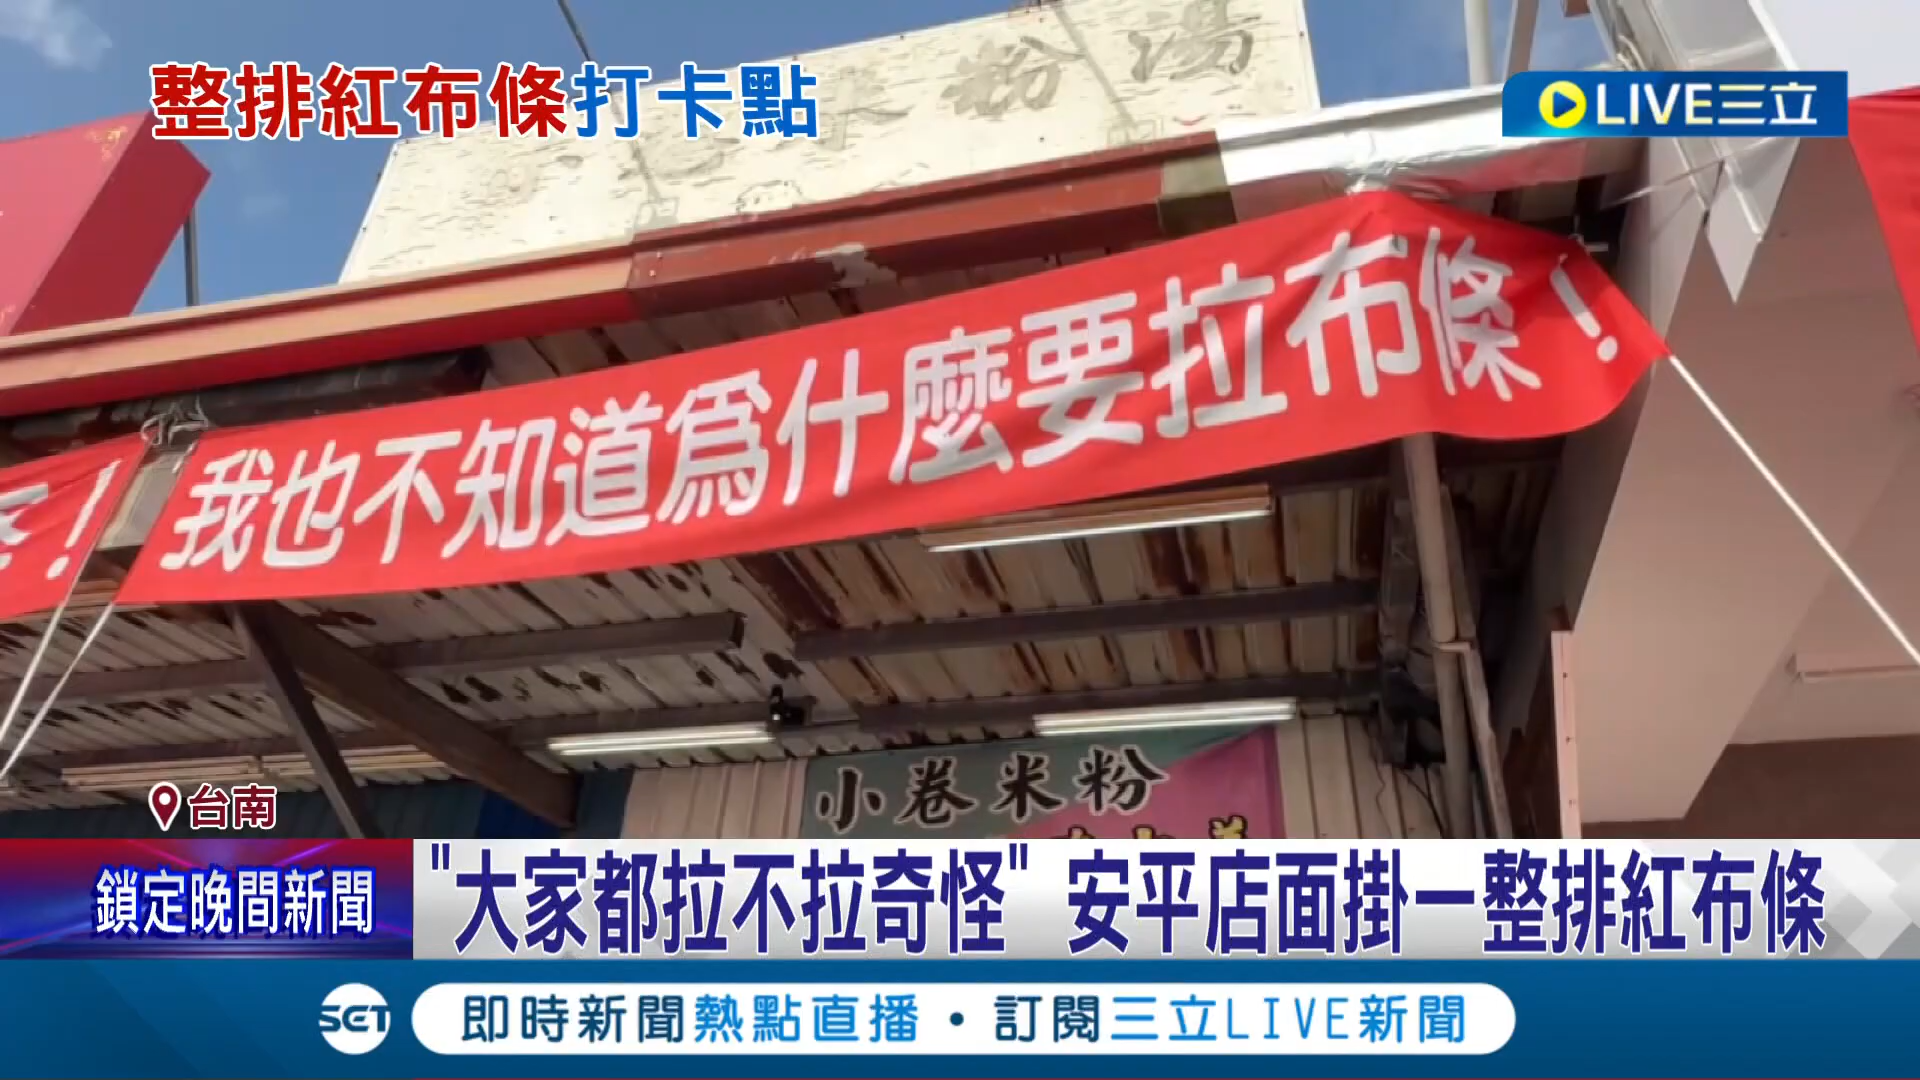 整排紅布條打卡點
LIVE三立
粉湯
我也不知道為什麼要拉布條!
!
小卷米粉
台南
鎖定晚間新聞
"大家都拉不拉奇怪" 安平店面掛一整排紅布條
SET
即時新聞熱點直播・訂閱三立LIVE新聞